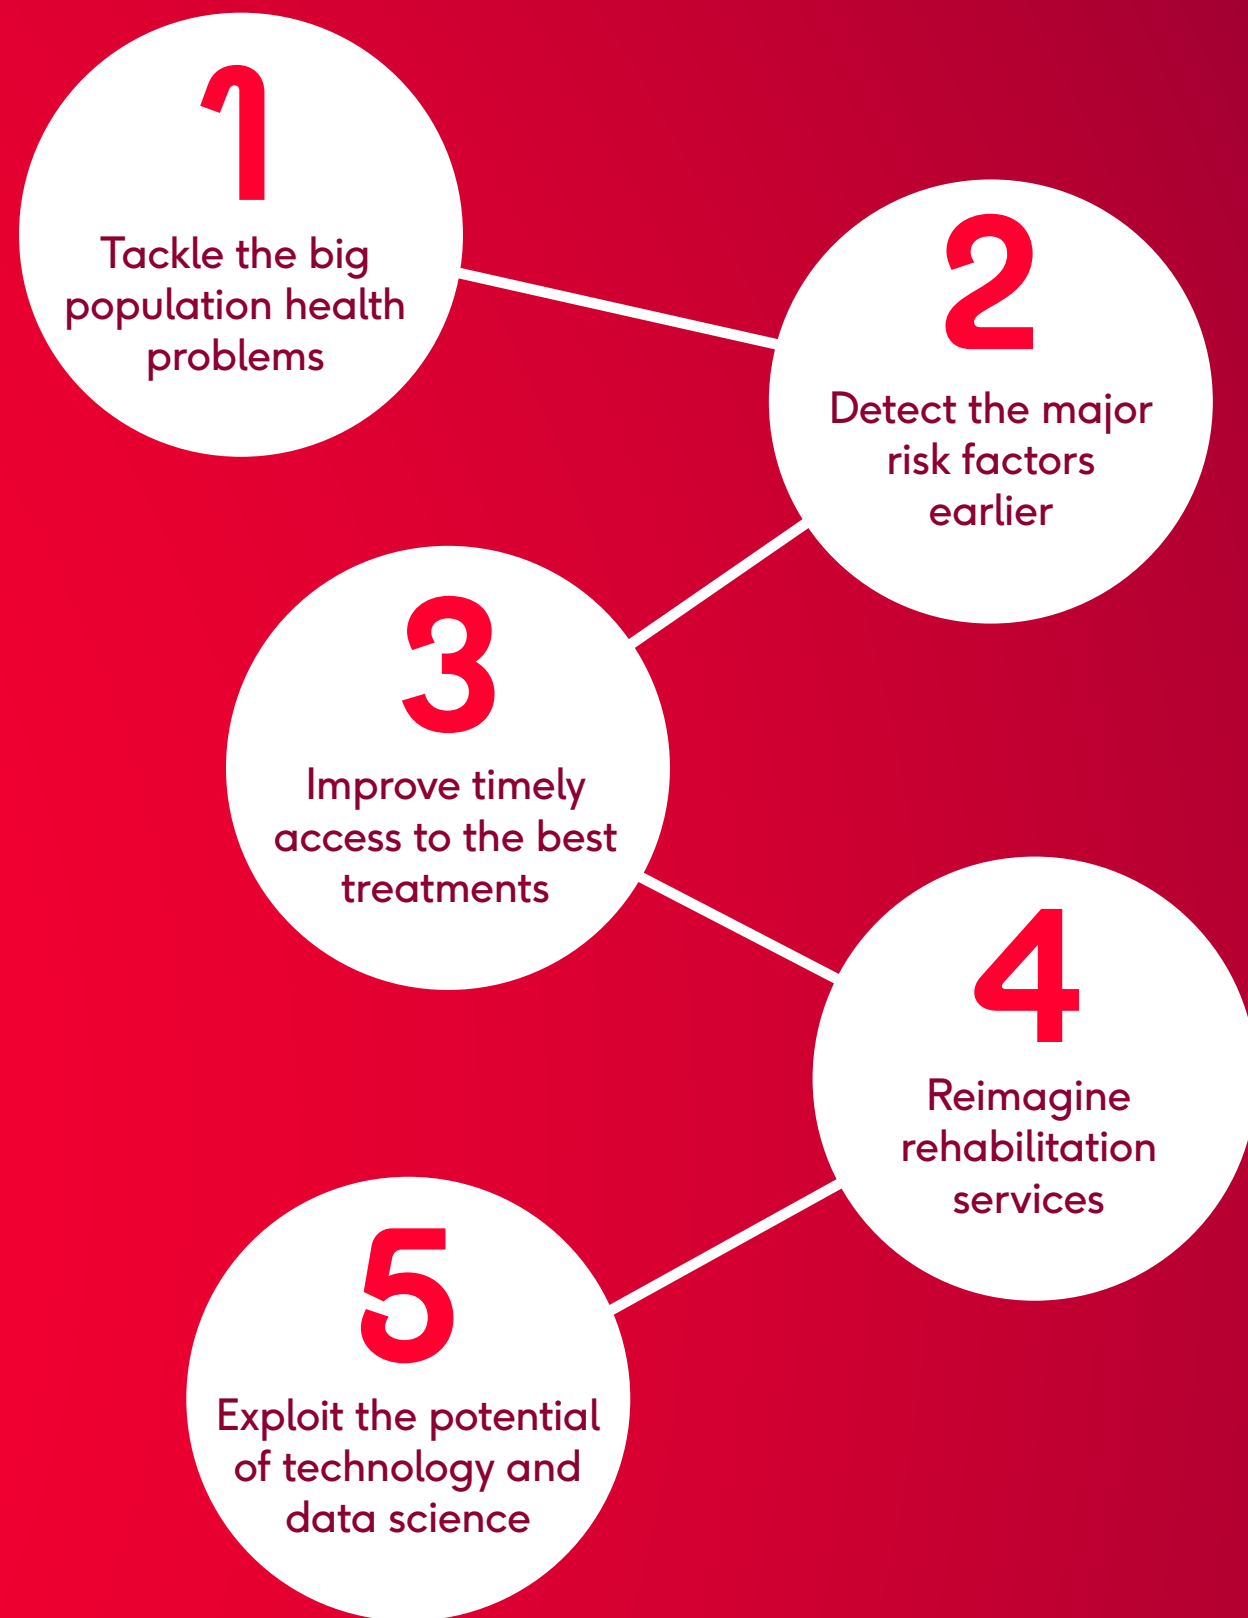 1
Tackle the big
population health
problems
2
Detect the major
risk factors
earlier
3
Improve timely
access to the best
treatments
4
Reimagine
rehabilitation
services
5
Exploit the potential
of technology and
data science